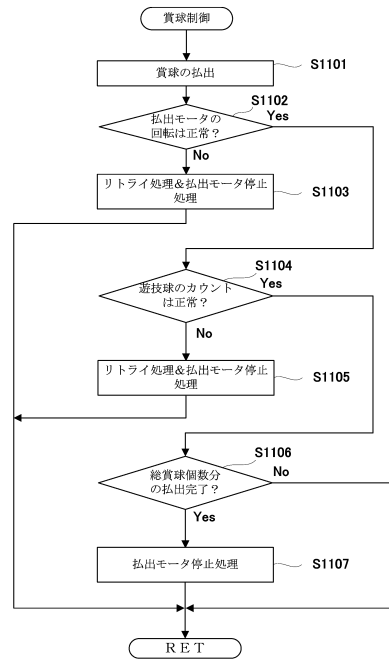 賞球制御
賞球の払出
S1101
S1102
払出モータの
回転は正常？
Yes
No
リトライ処理＆払出モータ停止
処理
S1103
S1104
遊技球のカウント
は正常？
Yes
No
リトライ処理＆払出モータ停止
処理
S1105
S1106
総賞球個数分
の払出完了？
No
Yes
払出モータ停止処理
S1107
ＲＥＴ